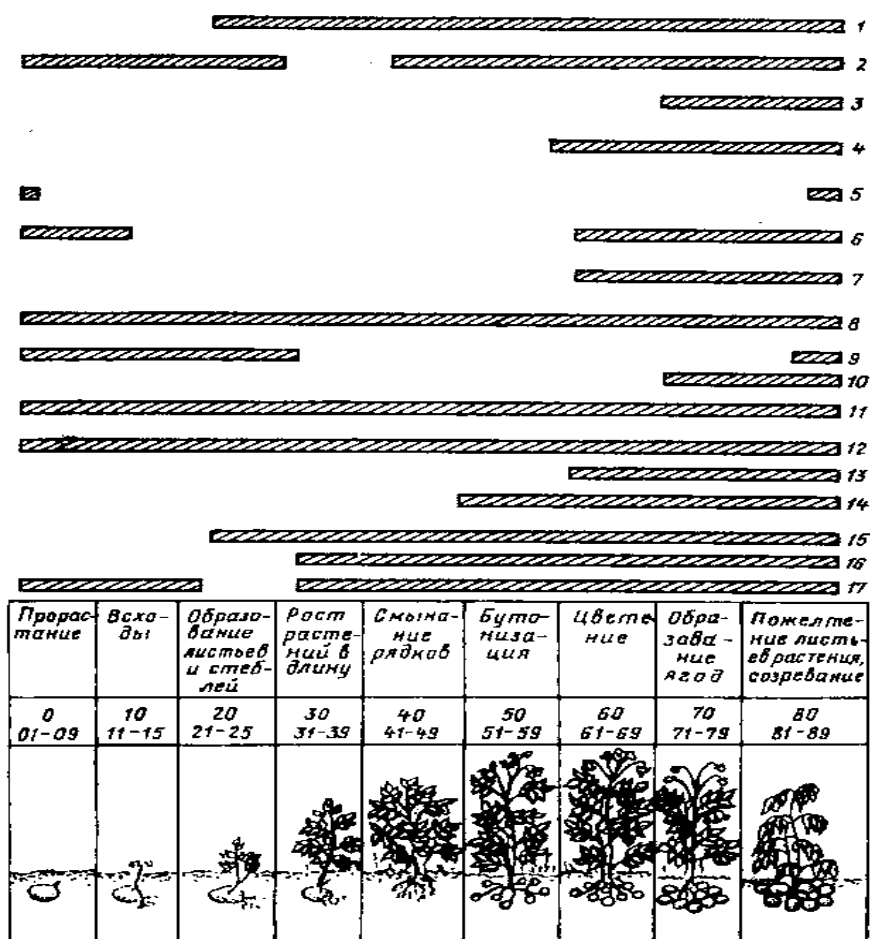 1
2
3
4
5
6
7
8
9
10
11
12
13
14
15
16
17
Прорас-
тание
Всхо-
ды
Образо-
вание
листьев
и стеб-
лей
Рост
расте-
ний в
длину
Смыка-
ние
рядков
Буто-
низа-
ция
Цвете-
ние
Обра-
зова-
ние
ягод
Пожелте-
ние листь-
ев растения,
созревание
0
01-09
10
11-15
20
21-25
30
31-39
40
41-49
50
51-59
60
61-69
70
71-79
80
81-89